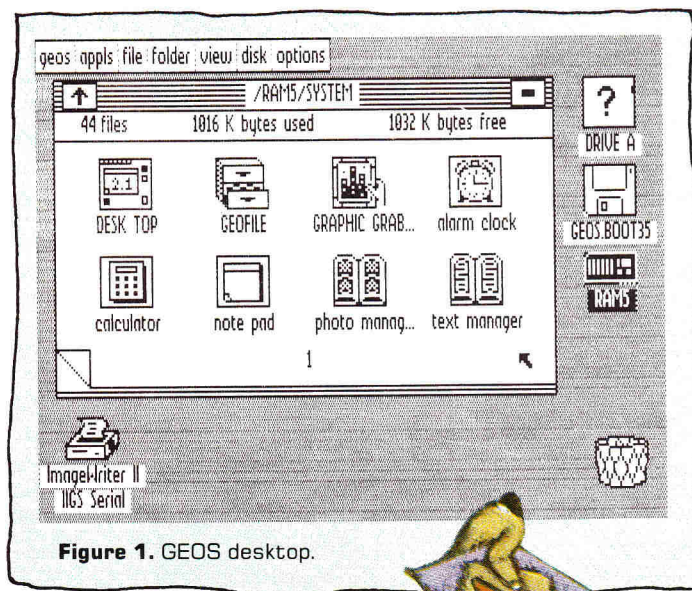 geos appls file folder view disk options
/RAM5/SYSTEM
44 files 1016 K bytes used 1032 K bytes free
2.1
DESK TOP GEOFILE GRAPHIC GRAB... alarm clock
calculator note pad photo manag... text manager
1
?
DRIVE A
GEOS.BOOT35
RAM5
ImageWriter II
IIGS Serial
Figure 1. GEOS desktop.